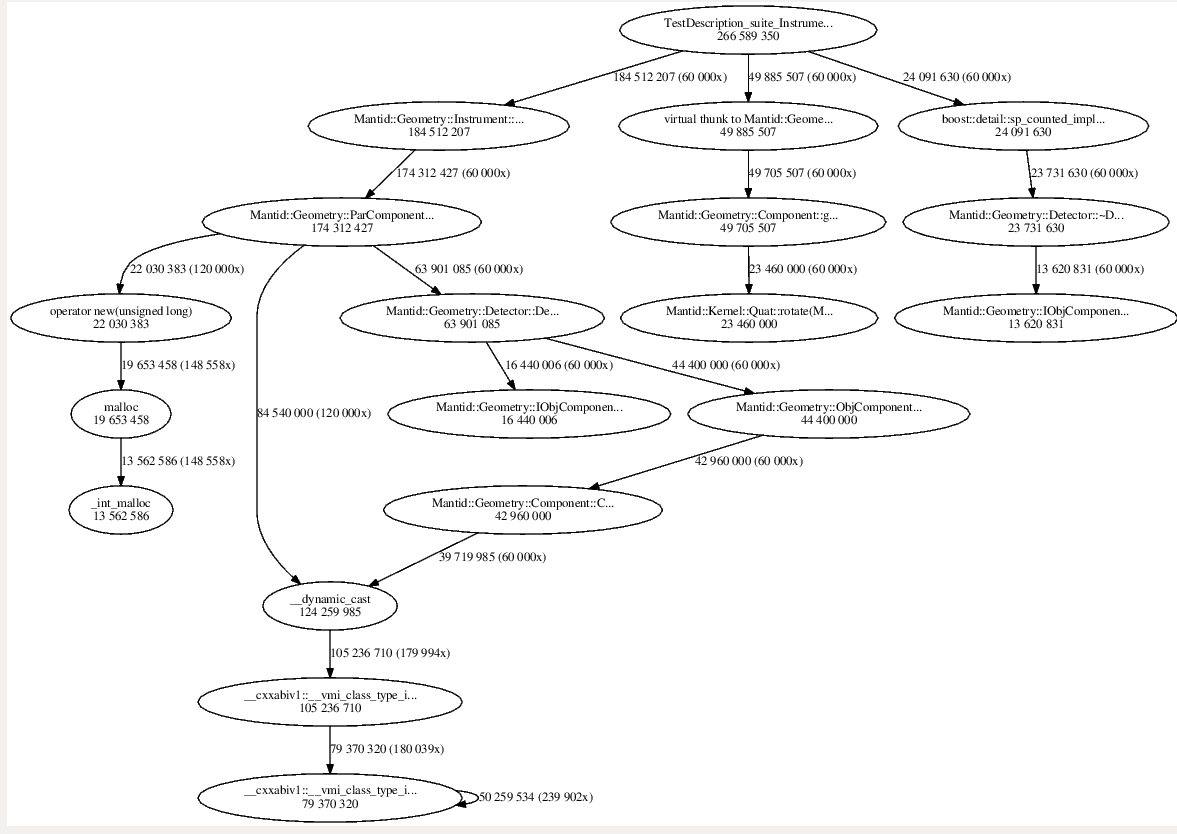 TestDescription_suite_Instrume...
266 589 350
184 512 207 (60 000x)
49 885 507 (60 000x)
24 091 630 (60 000x)
Mantid::Geometry::Instrument::...
184 512 207
virtual thunk to Mantid::Geome...
49 885 507
boost::detail::sp_counted_impl...
24 091 630
174 312 427 (60 000x)
49 705 507 (60 000x)
23 731 630 (60 000x)
Mantid::Geometry::ParComponent...
174 312 427
Mantid::Geometry::Component::g...
49 705 507
Mantid::Geometry::Detector::~D...
23 731 630
22 030 383 (120 000x)
63 901 085 (60 000x)
23 460 000 (60 000x)
13 620 831 (60 000x)
operator new(unsigned long)
22 030 383
Mantid::Geometry::Detector::De...
63 901 085
Mantid::Kernel::Quat::rotate(M...
23 460 000
Mantid::Geometry::IObjComponen...
13 620 831
19 653 458 (148 558x)
16 440 006 (60 000x)
44 400 000 (60 000x)
malloc
19 653 458
84 540 000 (120 000x)
Mantid::Geometry::IObjComponen...
16 440 006
Mantid::Geometry::ObjComponent...
44 400 000
13 562 586 (148 558x)
42 960 000 (60 000x)
_int_malloc
13 562 586
Mantid::Geometry::Component::C...
42 960 000
39 719 985 (60 000x)
__dynamic_cast
124 259 985
105 236 710 (179 994x)
__cxxabiv1::__vmi_class_type_i...
105 236 710
79 370 320 (180 039x)
__cxxabiv1::__vmi_class_type_i...
79 370 320
50 259 534 (239 902x)